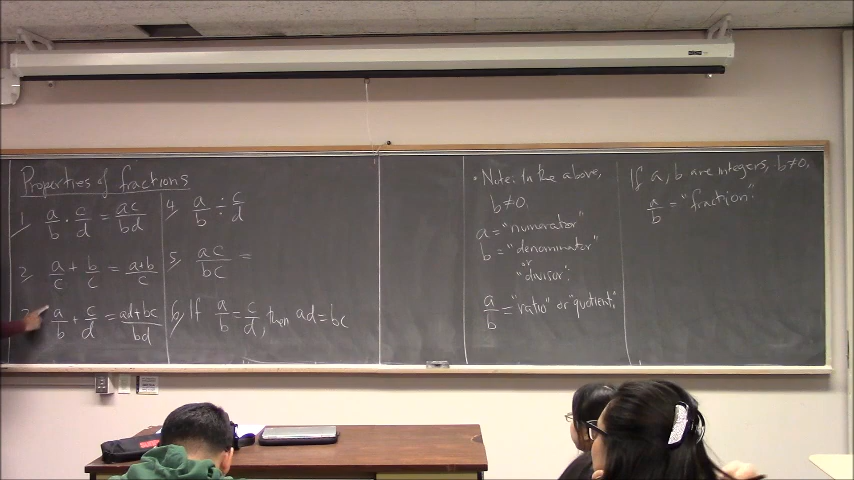 Properties of fractions
1/ a/b · c/d = ac/bd
2/ a/c + b/c = a+b/c
a/b + c/d = ad+bc/bd
4/ a/b ÷ c/d
5/ ac/bc =
6/ If a/b = c/d, then ad = bc
• Note: In the above,
b≠0.
a = "numerator"
b = "denominator"
or
"divisor".
a/b = "ratio" or "quotient."
If a, b are integers, b≠0,
a/b = "fraction".